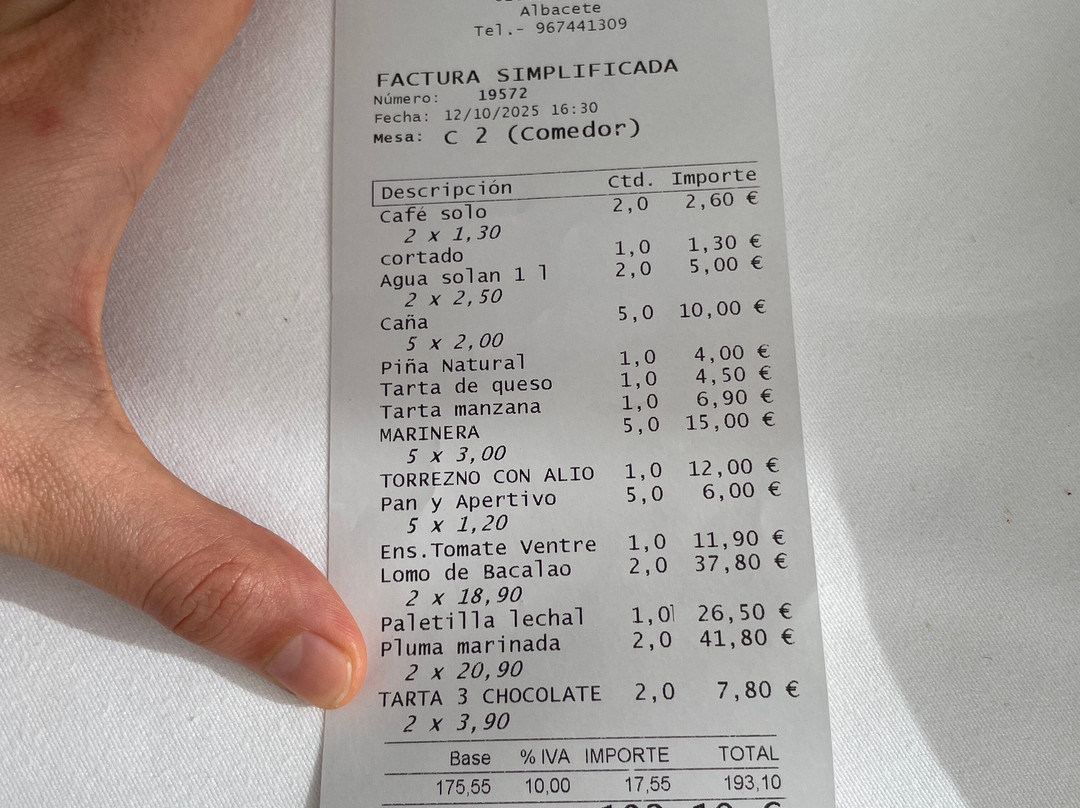 Albacete
Tel.- 967441309
FACTURA SIMPLIFICADA
Número: 19572
Fecha: 12/10/2025 16:30
Mesa: C 2 (Comedor)
Descripción Ctd. Importe
Café solo 2,0 2,60 €
2 x 1,30
cortado 1,0 1,30 €
Agua solan 1 l 2,0 5,00 €
2 x 2,50
Caña 5,0 10,00 €
5 x 2,00
Piña Natural 1,0 4,00 €
Tarta de queso 1,0 4,50 €
Tarta manzana 1,0 6,90 €
MARINERA 5,0 15,00 €
5 x 3,00
TORREZNO CON ALIO 1,0 12,00 €
Pan y Apertivo 5,0 6,00 €
5 x 1,20
Ens.Tomate Ventre 1,0 11,90 €
Lomo de Bacalao 2,0 37,80 €
2 x 18,90
Paletilla lechal 1,0 26,50 €
Pluma marinada 2,0 41,80 €
2 x 20,90
TARTA 3 CHOCOLATE 2,0 7,80 €
2 x 3,90
Base % IVA IMPORTE TOTAL
175,55 10,00 17,55 193,10